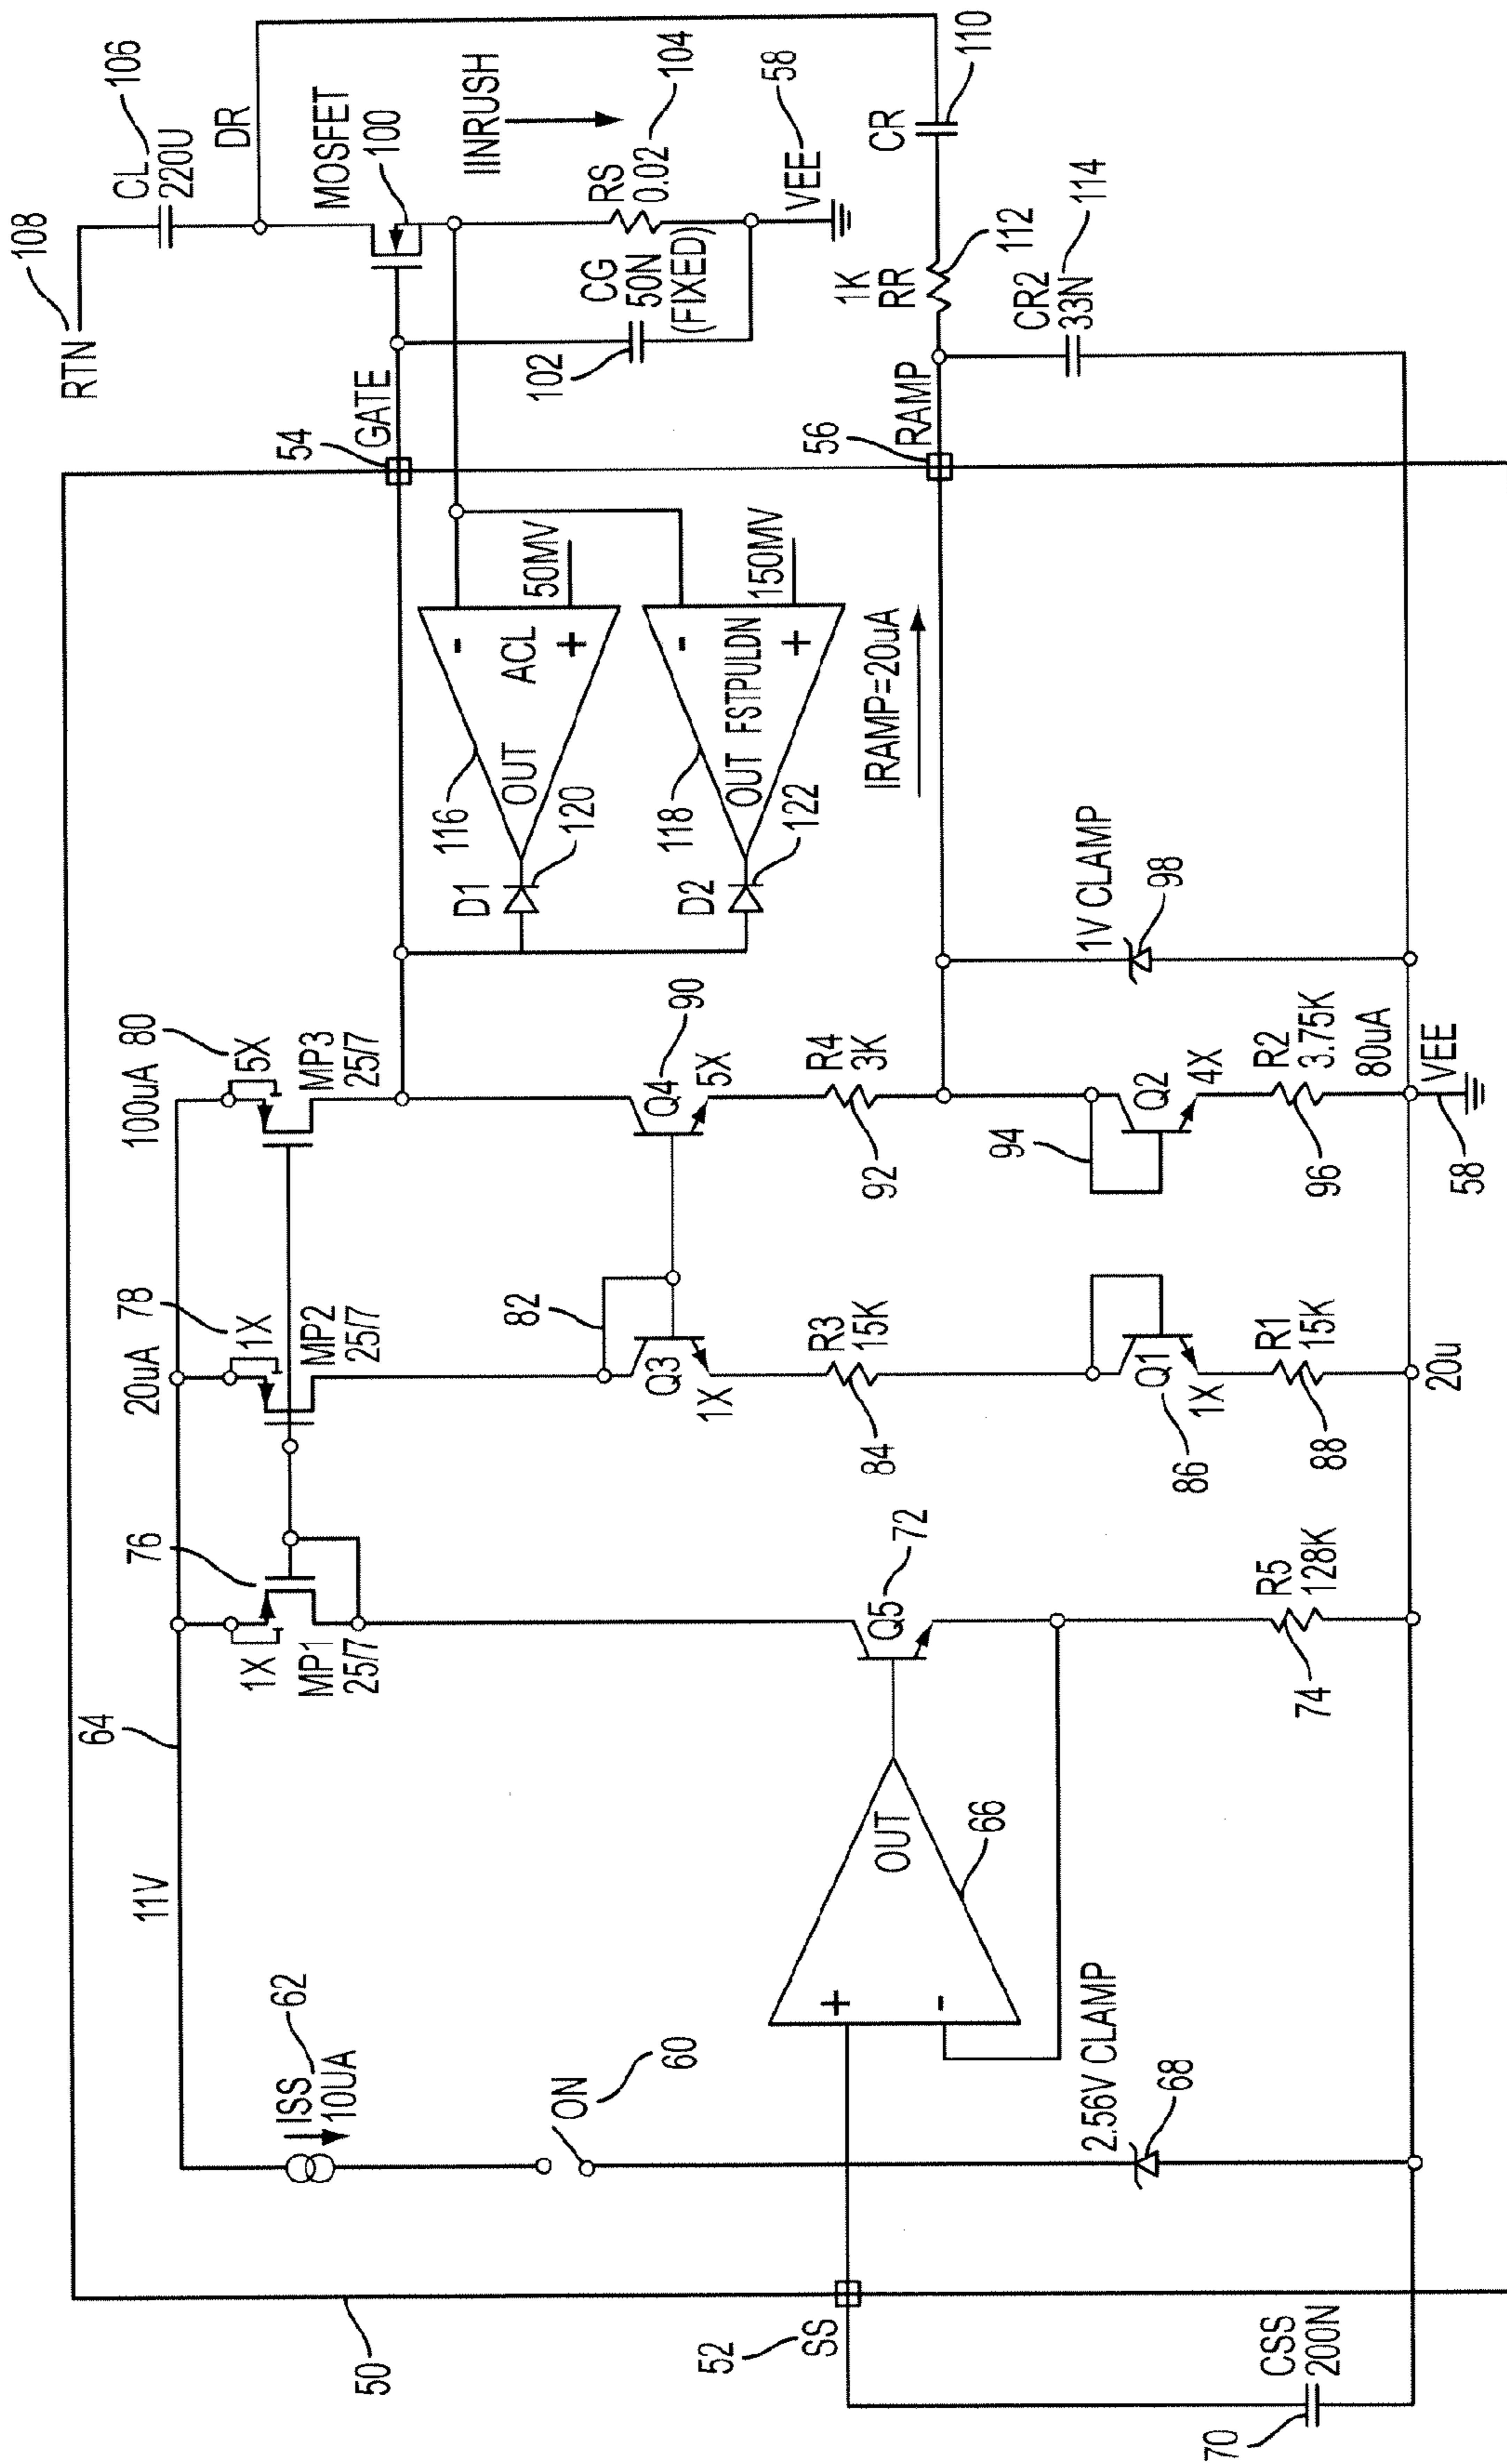 RTN
108
CL
220U
106
DR
MOSFET
100
IINRUSH
RS
0.02
104
CG
50N
(FIXED)
102
VEE
58
CR
110
1K
RR
112
CR2
33N
114
GATE
54
RAMP
56
ACL
50MV
OUT
-
+
116
D1
120
OUT FSTPULDN
150MV
-
+
118
D2
122
IRAMP=20uA
1V CLAMP
98
100uA
80
5X
MP3
25/7
Q4
90
5X
R4
3K
92
Q2
4X
94
R2
3.75K
96
80uA
VEE
58
20uA
78
1X
MP2
25/7
82
Q3
1X
R3
15K
84
Q1
1X
86
R1
15K
88
20u
76
1X
MP1
25/7
Q5
72
R5
128K
74
64
11V
OUT
+
-
66
ISS
10UA
62
ON
60
2.56V CLAMP
68
50
52
SS
CSS
200N
70